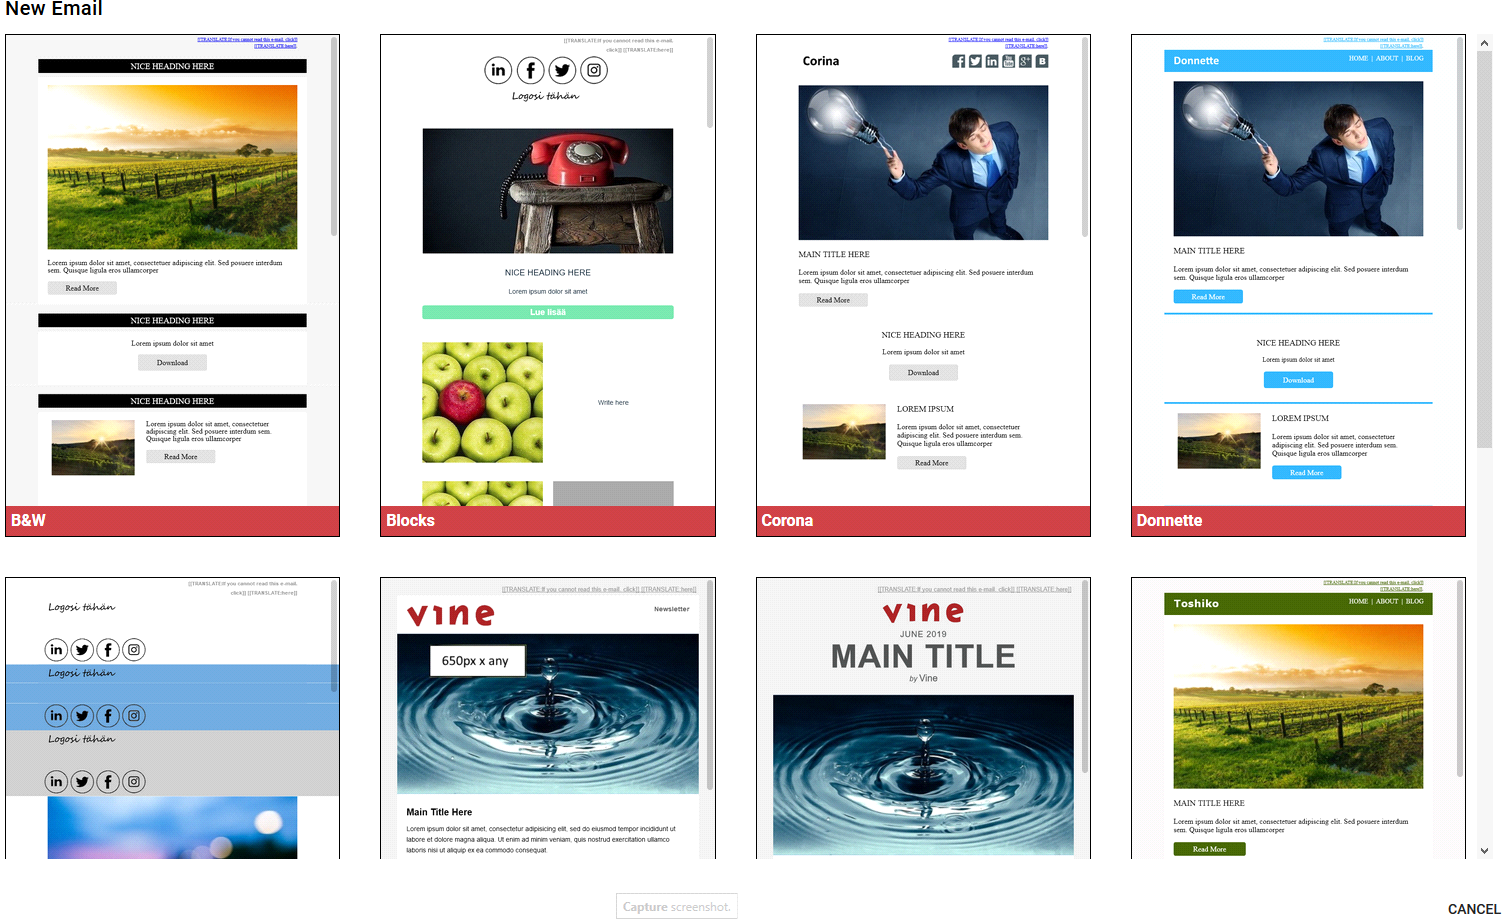 New Email
[[TRANSLATE:If you cannot read this e-mail, click]]
[[TRANSLATE:here]]
NICE HEADING HERE
Lorem ipsum dolor sit amet, consectetuer adipiscing elit. Sed posuere interdum
sem. Quisque ligula eros ullamcorper
Read More
NICE HEADING HERE
Lorem ipsum dolor sit amet
Download
NICE HEADING HERE
Lorem ipsum dolor sit amet, consectetuer
adipiscing elit. Sed posuere interdum sem.
Quisque ligula eros ullamcorper
Read More
B&W
[[TRANSLATE:If you cannot read this e-mail,
click]] [[TRANSLATE:here]]
Logosi tähän
NICE HEADING HERE
Lorem ipsum dolor sit amet
Lue lisää
Write here
Blocks
[[TRANSLATE:If you cannot read this e-mail, click]]
[[TRANSLATE:here]]
Corina
MAIN TITLE HERE
Lorem ipsum dolor sit amet, consectetuer adipiscing elit. Sed posuere interdum
sem. Quisque ligula eros ullamcorper
Read More
NICE HEADING HERE
Lorem ipsum dolor sit amet
Download
LOREM IPSUM
Lorem ipsum dolor sit amet, consectetuer
adipiscing elit. Sed posuere interdum sem.
Quisque ligula eros ullamcorper
Read More
Corona
[[TRANSLATE:If you cannot read this e-mail, click]]
[[TRANSLATE:here]]
Donnette HOME | ABOUT | BLOG
MAIN TITLE HERE
Lorem ipsum dolor sit amet, consectetuer adipiscing elit. Sed posuere interdum
sem. Quisque ligula eros ullamcorper
Read More
NICE HEADING HERE
Lorem ipsum dolor sit amet
Download
LOREM IPSUM
Lorem ipsum dolor sit amet, consectetuer
adipiscing elit. Sed posuere interdum sem.
Quisque ligula eros ullamcorper
Read More
Donnette
[[TRANSLATE:If you cannot read this e-mail,
click]] [[TRANSLATE:here]]
Logosi tähän
Logosi tähän
Logosi tähän
[[TRANSLATE:If you cannot read this e-mail, click]] [[TRANSLATE:here]]
vine Newsletter
650px x any
Main Title Here
Lorem ipsum dolor sit amet, consectetur adipisicing elit, sed do eiusmod tempor incididunt ut
labore et dolore magna aliqua. Ut enim ad minim veniam, quis nostrud exercitation ullamco
laboris nisi ut aliquip ex ea commodo consequat.
[[TRANSLATE:If you cannot read this e-mail, click]] [[TRANSLATE:here]]
vine
JUNE 2019
MAIN TITLE
by Vine
[[TRANSLATE:If you cannot read this e-mail, click]]
[[TRANSLATE:here]]
Toshiko HOME | ABOUT | BLOG
MAIN TITLE HERE
Lorem ipsum dolor sit amet, consectetuer adipiscing elit. Sed posuere interdum
sem. Quisque ligula eros ullamcorper
Read More
Capture screenshot.
CANCEL